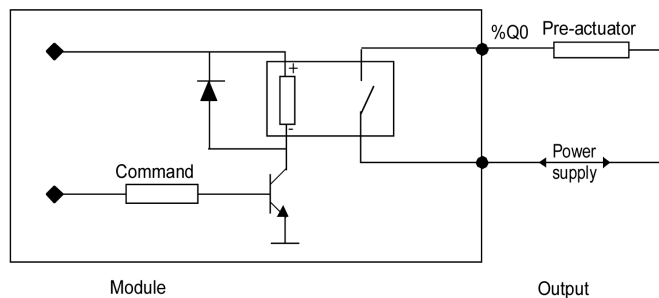 %Q0
Pre-actuator
+
-
Command
Power
supply
Module
Output